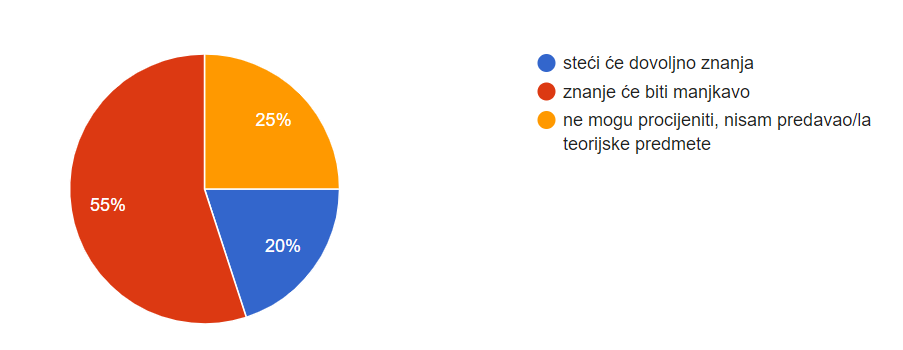 25%
55%
20%
steći će dovoljno znanja
znanje će biti manjkavo
ne mogu procijeniti, nisam predavao/la
teorijske predmete